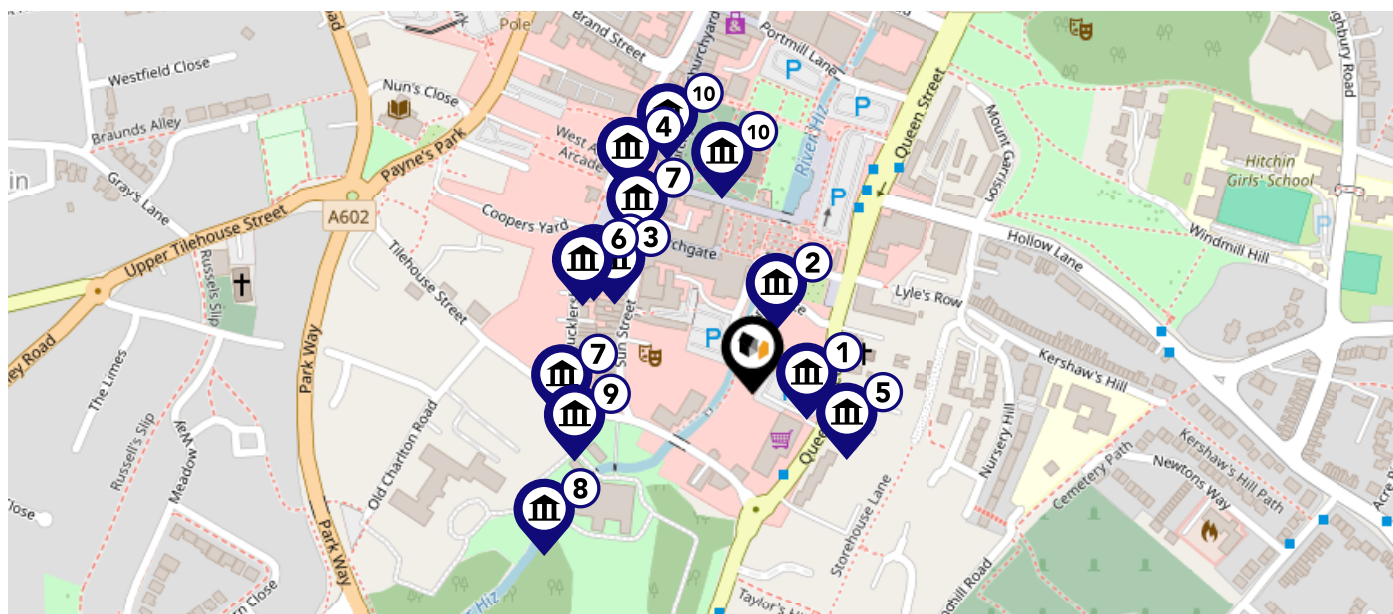 Pole
Brand Street
Churchyard
Portmill Lane
P
P
Westfield Close
Nun's Close
10
Braunds Alley
4
10
Queen Street
Mount Garrison
River Hiz
West A
Arcade
Payne's Park
Gray's Lane
7
P
Hitchin
Girls' School
P
A602
Coopers Yard
Windmill Hill
Upper Tilehouse Street
6
3
chgate
Hollow Lane
Russels Slip
Tilehouse Street
2
Lyle's Row
Sun Street
P
Park Way
7
1
Kershaw's Hill
The Limes
9
5
Old Charlton Road
Nursery Hill
Russell's Slip
Meadow Way
Cemetery Path
Kershaw's Hill Path
Newtons Way
8
Storehouse Lane
Park Way
Hiz
Taylor's H